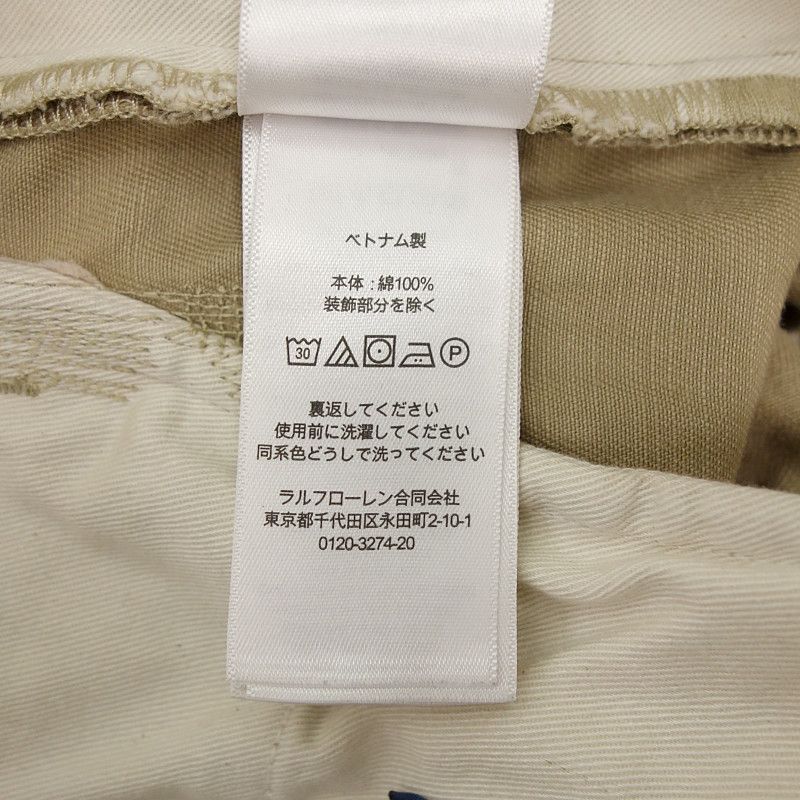 ベトナム製
本体 : 綿100%
装飾部分を除く
30 P
裏返してください
使用前に洗濯してください
同系色どうしで洗ってください
ラルフローレン合同会社
東京都千代田区永田町2-10-1
0120-3274-20